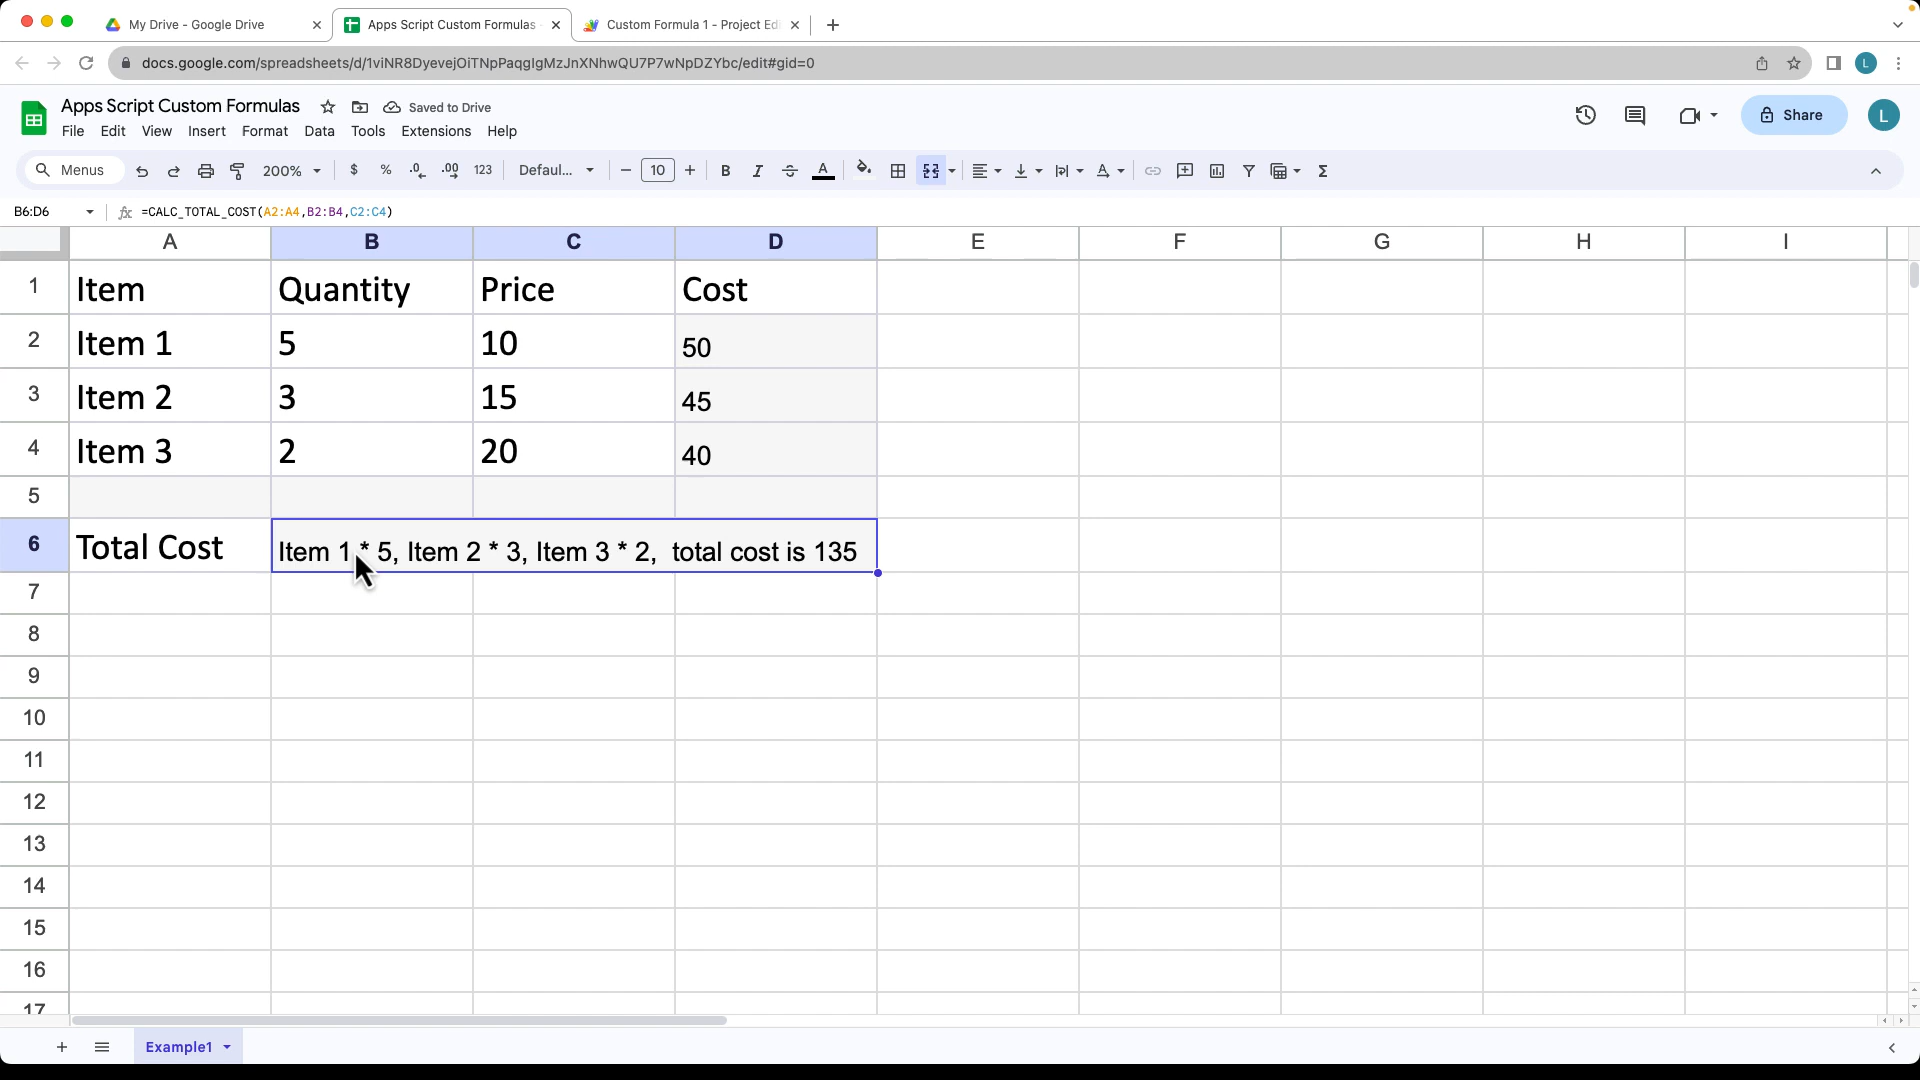 My Drive - Google Drive
Apps Script Custom Formulas
Custom Formula 1 - Project Ed
docs.google.com/spreadsheets/d/1viNR8DyevejOiTNpPaqglgMzJnXNhwQU7P7wNpDZYbc/edit#gid=0
L
Apps Script Custom Formulas
Saved to Drive
File Edit View Insert Format Data Tools Extensions Help
Share
L
Menus 200% $ % .0 .00 123 Defaul... - 10 + B I A Σ
B6:D6 fx =CALC_TOTAL_COST(A2:A4,B2:B4,C2:C4)
A B C D E F G H I
1 Item Quantity Price Cost
2 Item 1 5 10 50
3 Item 2 3 15 45
4 Item 3 2 20 40
5
6 Total Cost Item 1 * 5, Item 2 * 3, Item 3 * 2, total cost is 135
7
8
9
10
11
12
13
14
15
16
17
Example1